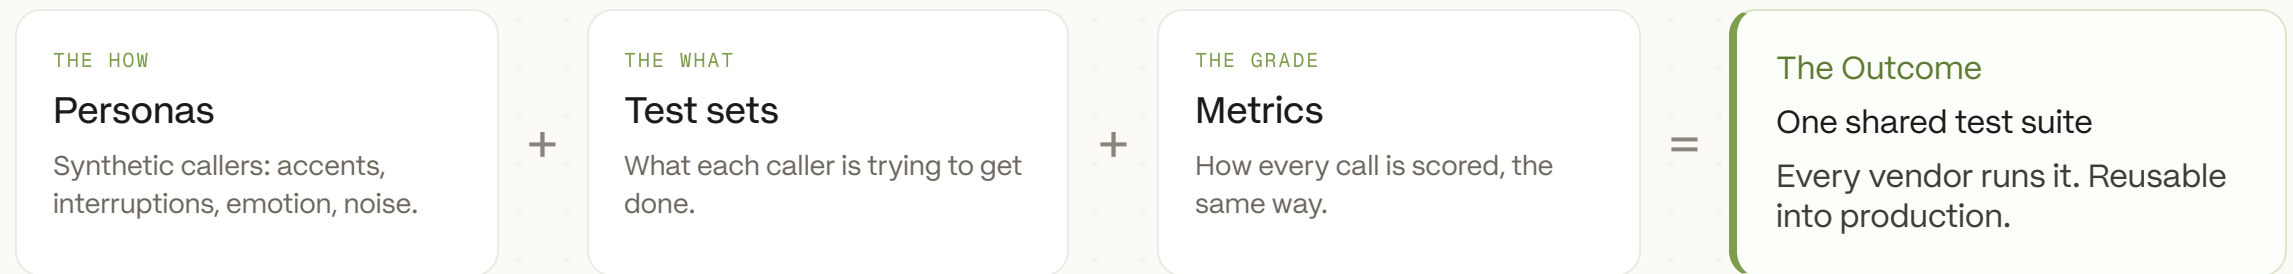 THE HOW
Personas
Synthetic callers: accents,
interruptions, emotion, noise.
+
THE WHAT
Test sets
What each caller is trying to get
done.
+
THE GRADE
Metrics
How every call is scored, the
same way.
=
The Outcome
One shared test suite
Every vendor runs it. Reusable
into production.